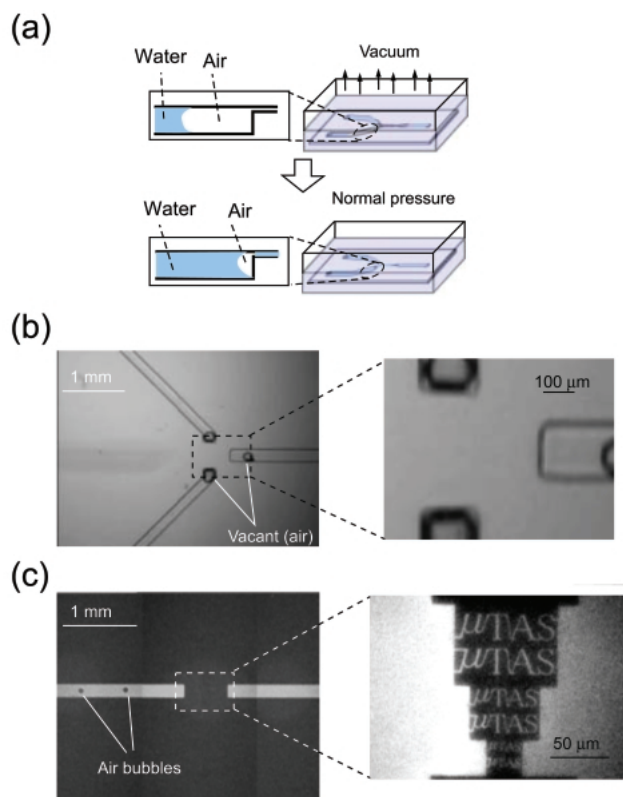 (a)
Vacuum
Water
Air
Normal pressure
Water
Air
(b)
1 mm
100 μm
Vacant (air)
(c)
1 mm
μTAS
μTAS
μTAS
μTAS
50 μm
Air bubbles